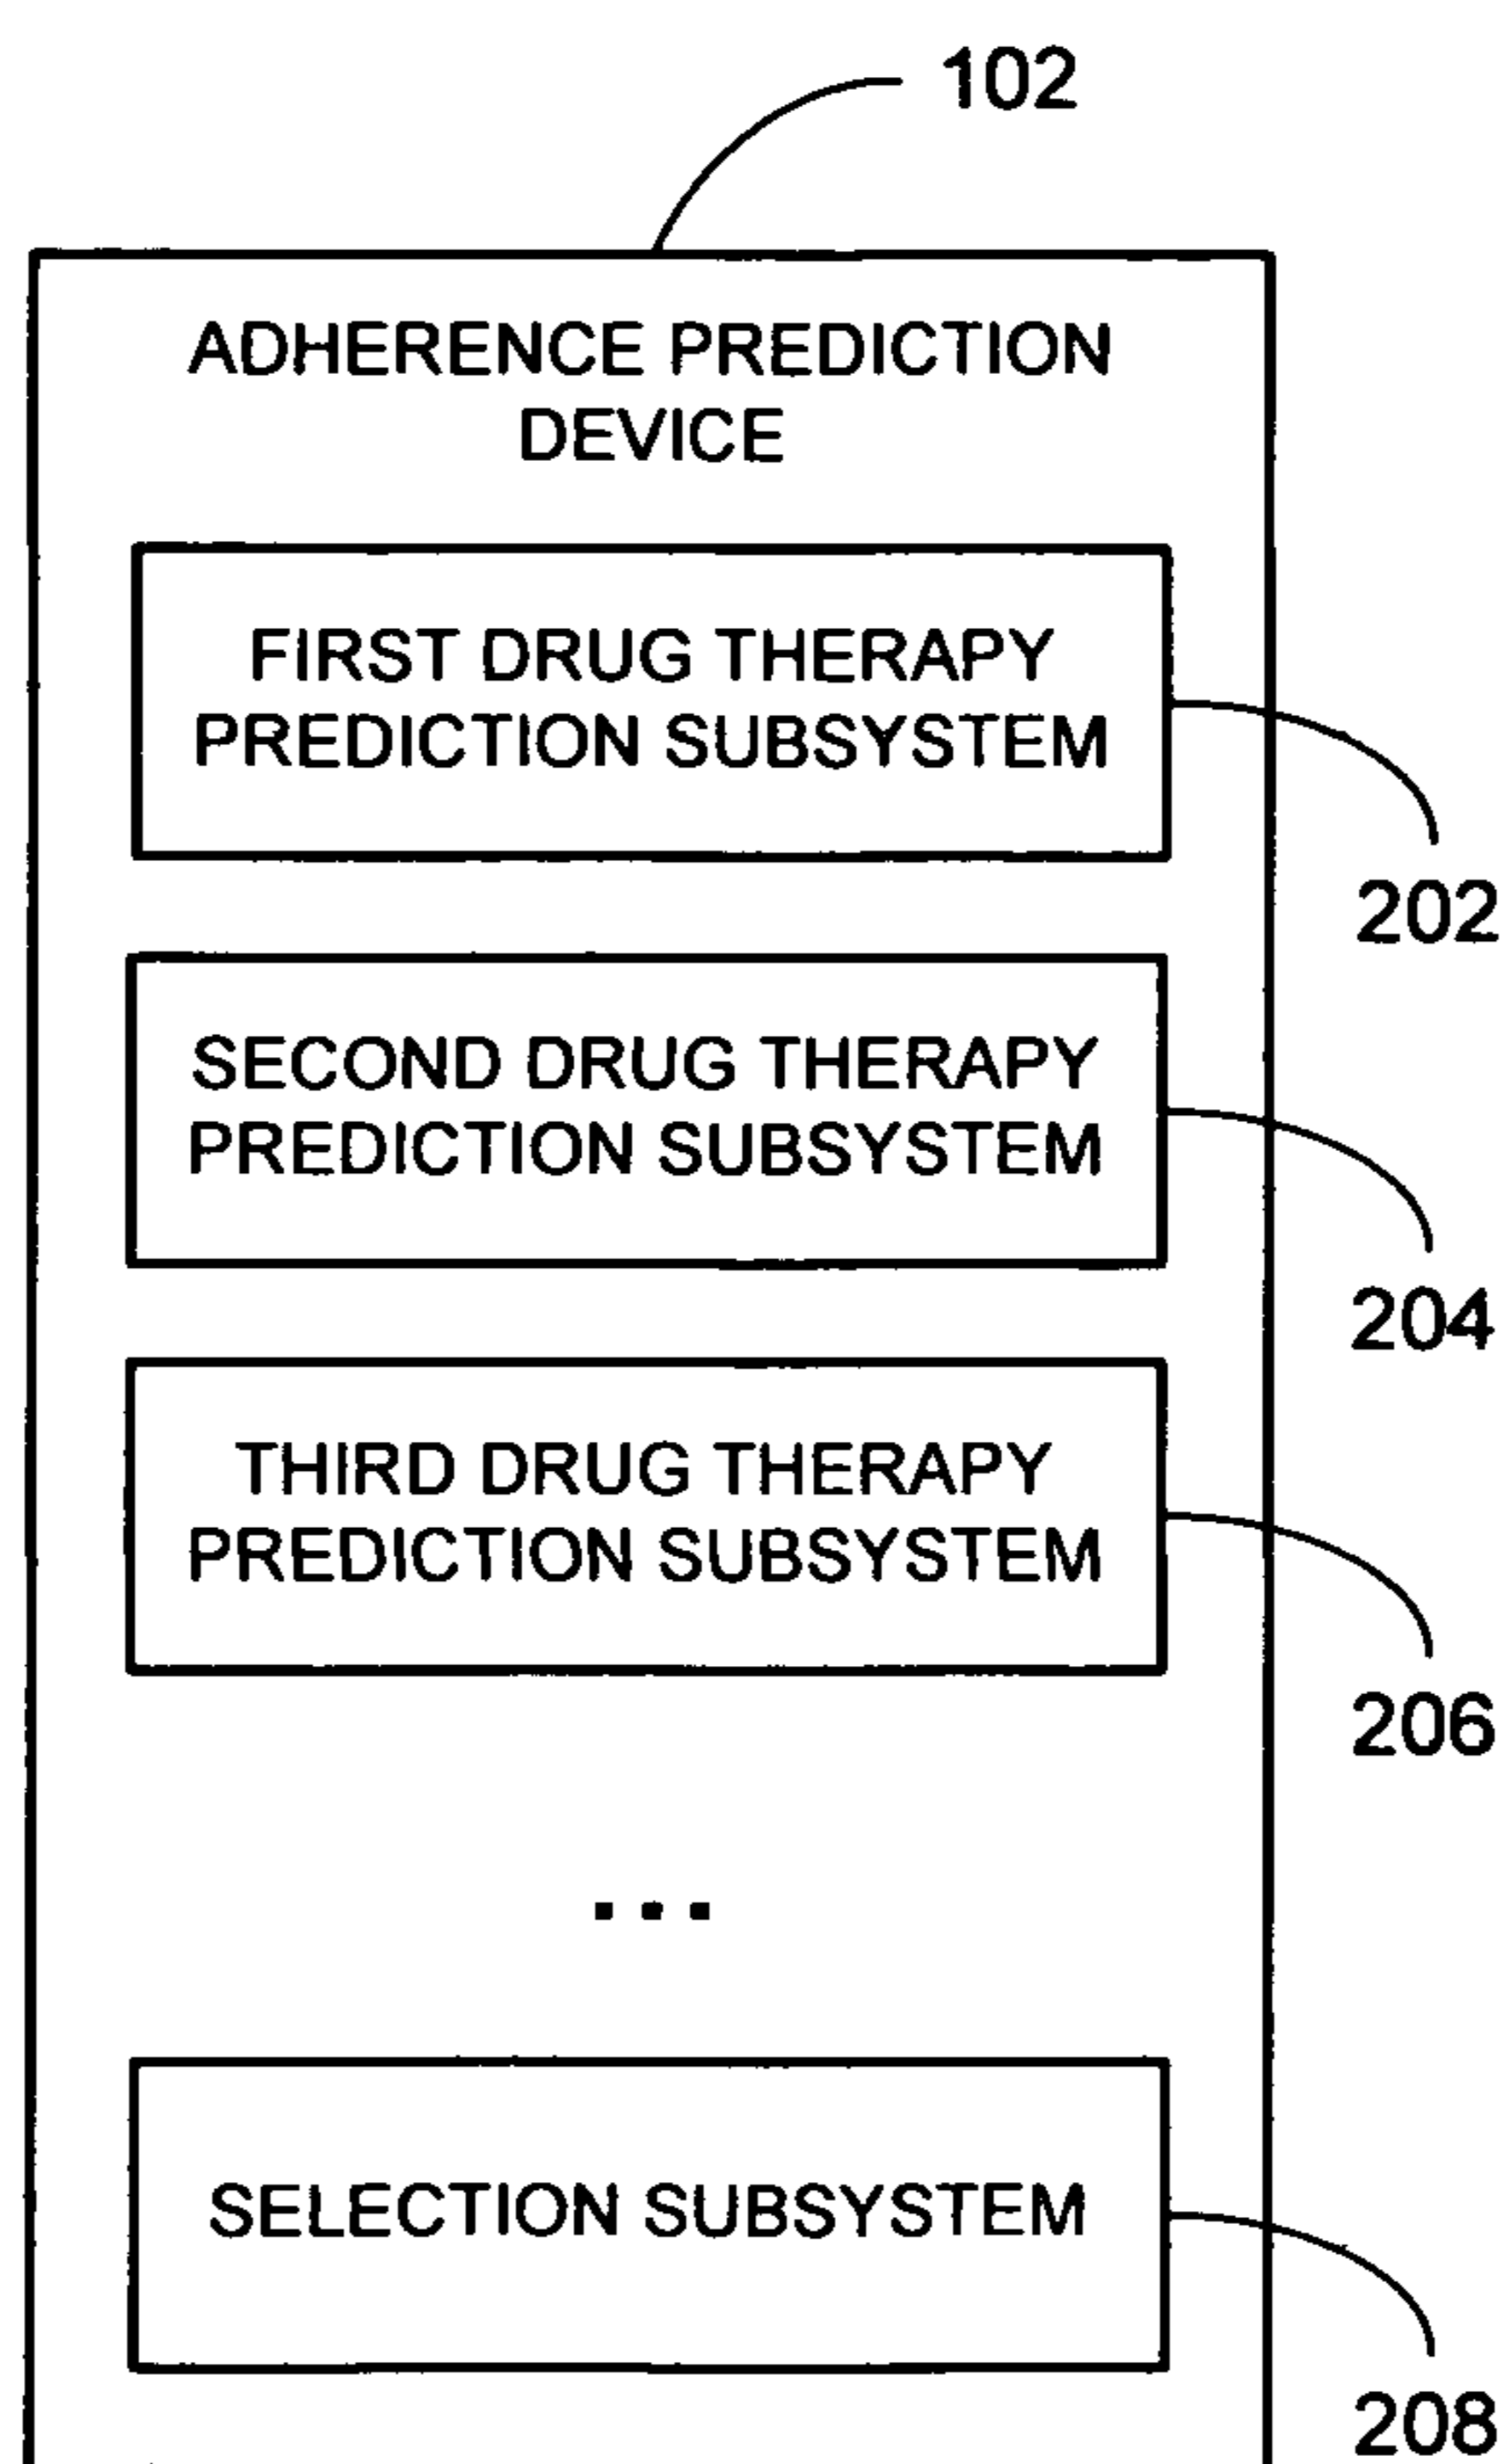 102
ADHERENCE PREDICTION
DEVICE
FIRST DRUG THERAPY
PREDICTION SUBSYSTEM
202
SECOND DRUG THERAPY
PREDICTION SUBSYSTEM
204
THIRD DRUG THERAPY
PREDICTION SUBSYSTEM
206
...
SELECTION SUBSYSTEM
208